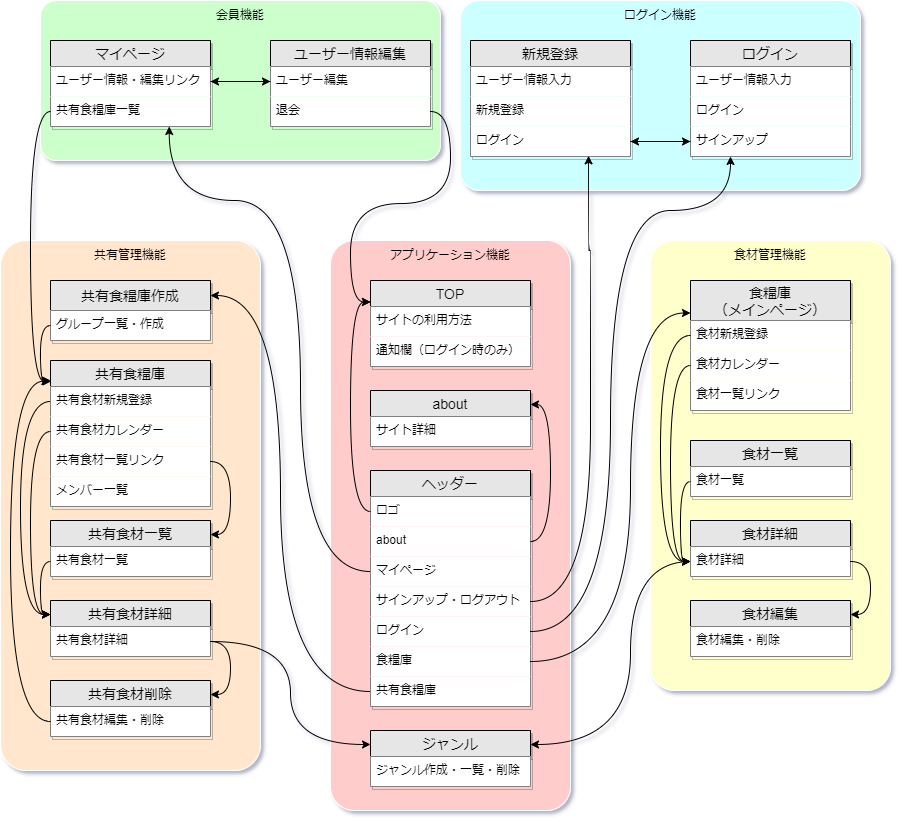 会員機能
マイページ
ユーザー情報・編集リンク
共有食糧庫一覧
ユーザー情報編集
ユーザー編集
退会
ログイン機能
新規登録
ユーザー情報入力
新規登録
ログイン
ログイン
ユーザー情報入力
ログイン
サインアップ
共有管理機能
共有食糧庫作成
グループ一覧・作成
共有食糧庫
共有食材新規登録
共有食材カレンダー
共有食材一覧リンク
メンバー一覧
共有食材一覧
共有食材一覧
共有食材詳細
共有食材詳細
共有食材削除
共有食材編集・削除
アプリケーション機能
TOP
サイトの利用方法
通知欄（ログイン時のみ）
about
サイト詳細
ヘッダー
ロゴ
about
マイページ
サインアップ・ログアウト
ログイン
食糧庫
共有食糧庫
ジャンル
ジャンル作成・一覧・削除
食材管理機能
食糧庫
（メインページ）
食材新規登録
食材カレンダー
食材一覧リンク
食材一覧
食材一覧
食材詳細
食材詳細
食材編集
食材編集・削除